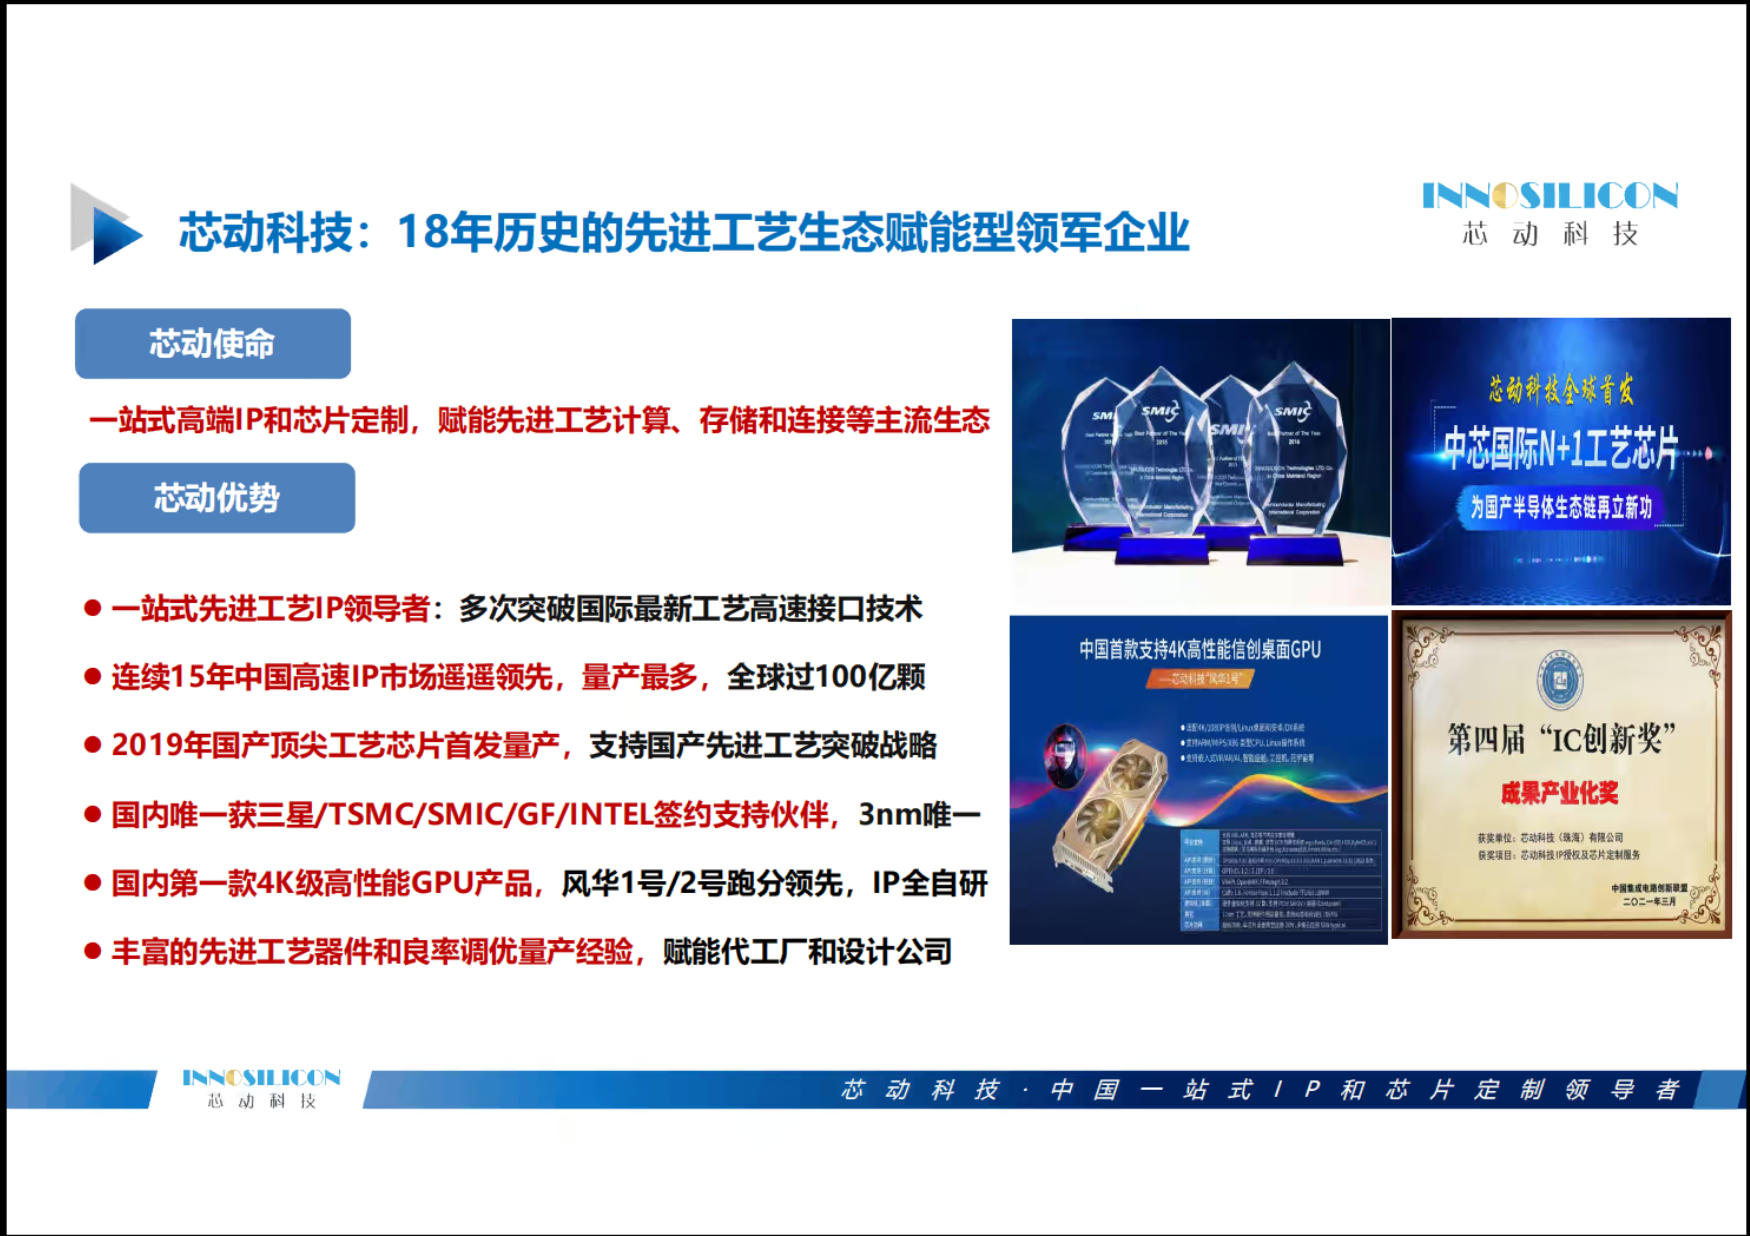 芯动科技：18年历史的先进工艺生态赋能型领军企业
INNOSILICON
芯动科技
芯动使命
一站式高端IP和芯片定制，赋能先进工艺计算、存储和连接等主流生态
芯动优势
● 一站式先进工艺IP领导者：多次突破国际最新工艺高速接口技术
● 连续15年中国高速IP市场遥遥领先，量产最多，全球过100亿颗
● 2019年国产顶尖工艺芯片首发量产，支持国产先进工艺突破战略
● 国内唯一获三星/TSMC/SMIC/GF/INTEL签约支持伙伴，3nm唯一
● 国内第一款4K级高性能GPU产品，风华1号/2号跑分领先，IP全自研
● 丰富的先进工艺器件和良率调优量产经验，赋能代工厂和设计公司
SMIC
SMIC
SMIC
芯动科技全球首发
中芯国际N+1工艺芯片
为国产半导体生态链再立新功
中国首款支持4K高性能信创桌面GPU
——芯动科技“风华1号”
第四届“IC创新奖”
成果产业化奖
获奖单位：芯动科技（珠海）有限公司
获奖项目：芯动科技IP授权及芯片定制服务
中国集成电路创新联盟
二〇二一年三月
INNOSILICON
芯动科技
芯动科技·中国一站式IP和芯片定制领导者